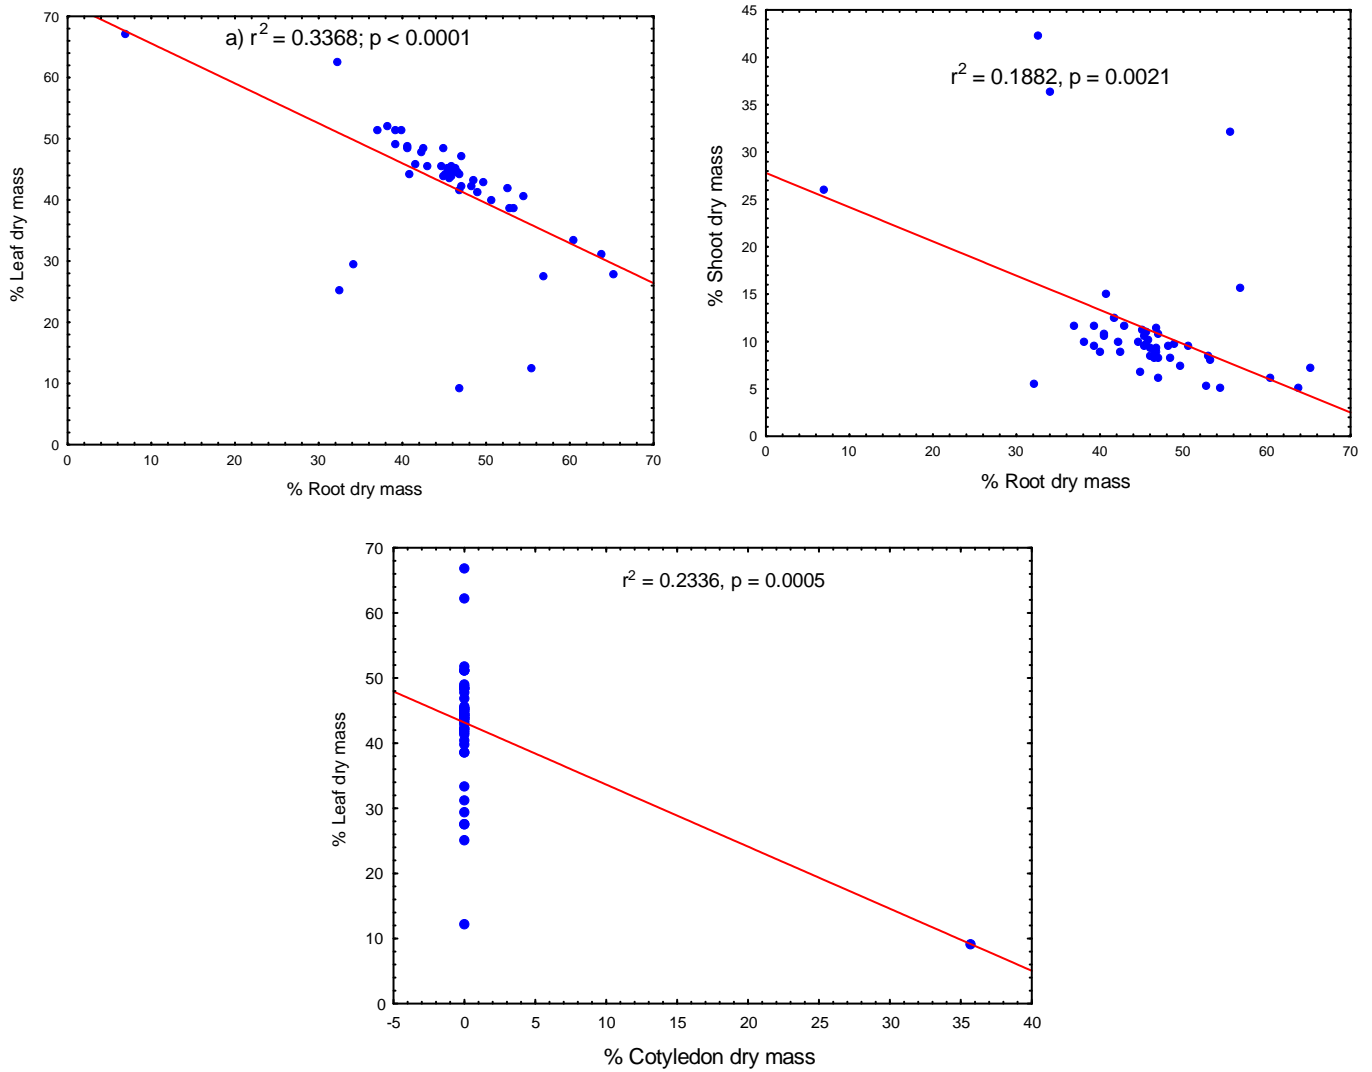 a) r² = 0.3368; p < 0.0001
% Leaf dry mass
70
60
50
40
30
20
10
0
0 10 20 30 40 50 60 70
% Root dry mass
r² = 0.1882, p = 0.0021
% Shoot dry mass
45
40
35
30
25
20
15
10
5
0
0 10 20 30 40 50 60 70
% Root dry mass
r² = 0.2336, p = 0.0005
% Leaf dry mass
70
60
50
40
30
20
10
0
-5 0 5 10 15 20 25 30 35 40
% Cotyledon dry mass